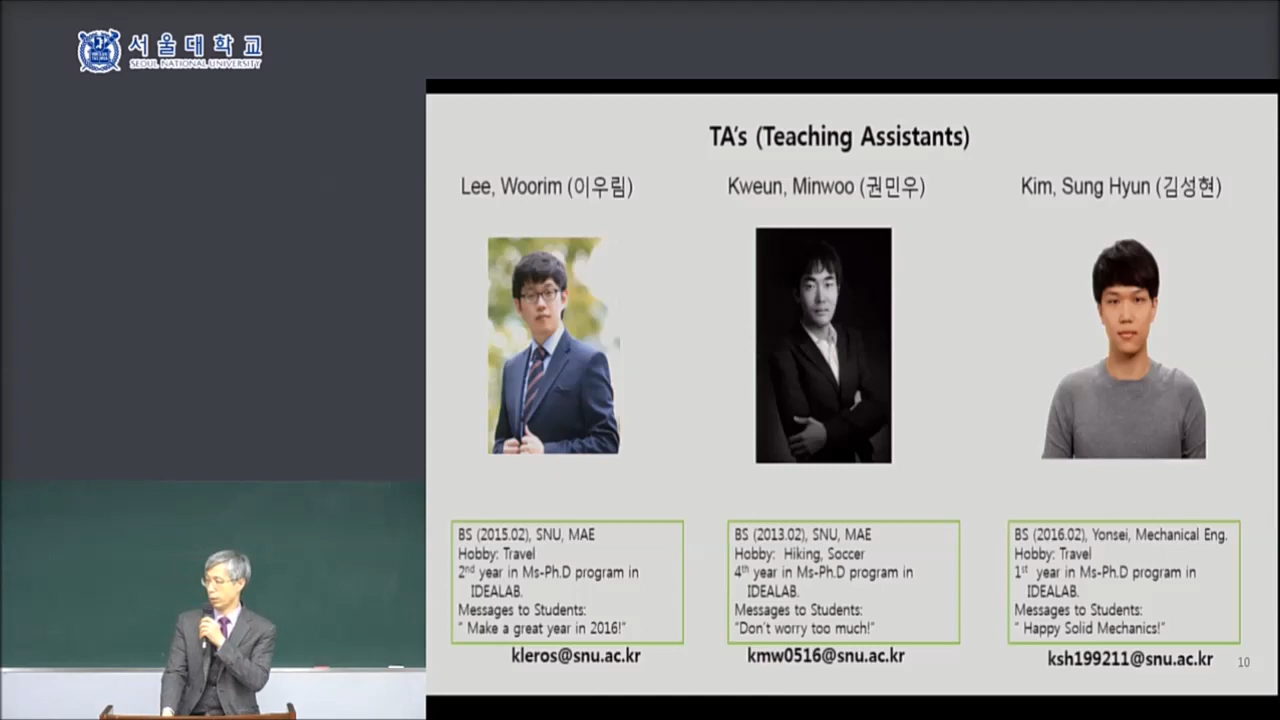 서울대학교
SEOUL NATIONAL UNIVERSITY
TA's (Teaching Assistants)
Lee, Woorim (이우림)
Kweun, Minwoo (권민우)
Kim, Sung Hyun (김성현)
BS (2015.02), SNU, MAE
Hobby: Travel
2nd year in Ms-Ph.D program in
IDEALAB.
Messages to Students:
" Make a great year in 2016!"
kleros@snu.ac.kr
BS (2013.02), SNU, MAE
Hobby: Hiking, Soccer
4th year in Ms-Ph.D program in
IDEALAB.
Messages to Students:
"Don't worry too much!"
kmw0516@snu.ac.kr
BS (2016.02), Yonsei, Mechanical Eng.
Hobby: Travel
1st year in Ms-Ph.D program in
IDEALAB.
Messages to Students:
" Happy Solid Mechanics!"
ksh199211@snu.ac.kr
10